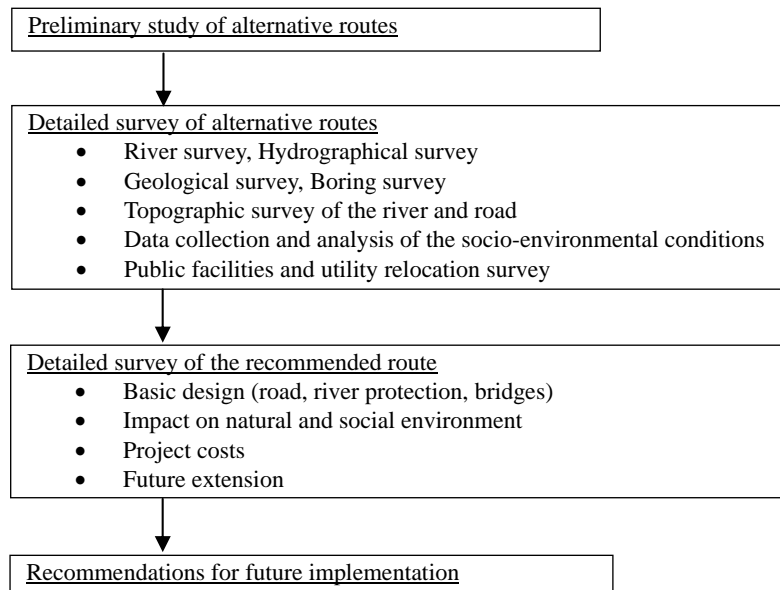 Preliminary study of alternative routes
Detailed survey of alternative routes
• River survey, Hydrographical survey
• Geological survey, Boring survey
• Topographic survey of the river and road
• Data collection and analysis of the socio-environmental conditions
• Public facilities and utility relocation survey
Detailed survey of the recommended route
• Basic design (road, river protection, bridges)
• Impact on natural and social environment
• Project costs
• Future extension
Recommendations for future implementation